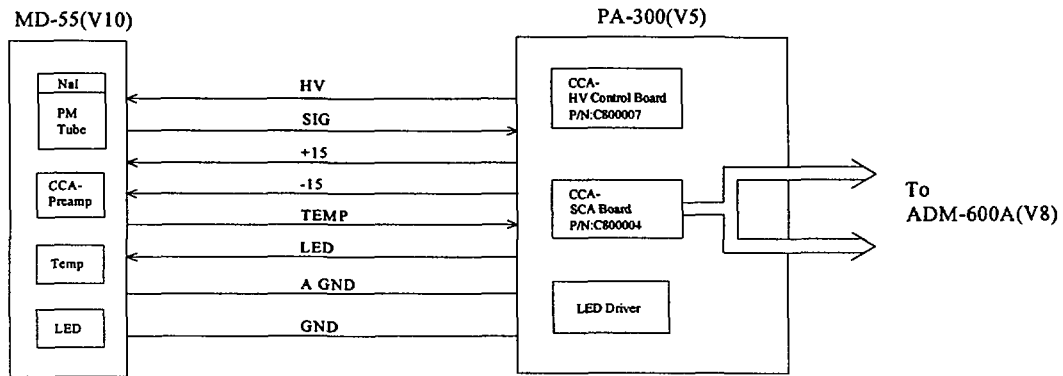 MD-55(V10)
PA-300(V5)
NaI
PM
Tube
CCA-
Preamp
Temp
LED
HV
SIG
+15
-15
TEMP
LED
A GND
GND
CCA-
HV Control Board
P/N:C800007
CCA-
SCA Board
P/N:C800004
LED Driver
To
ADM-600A(V8)